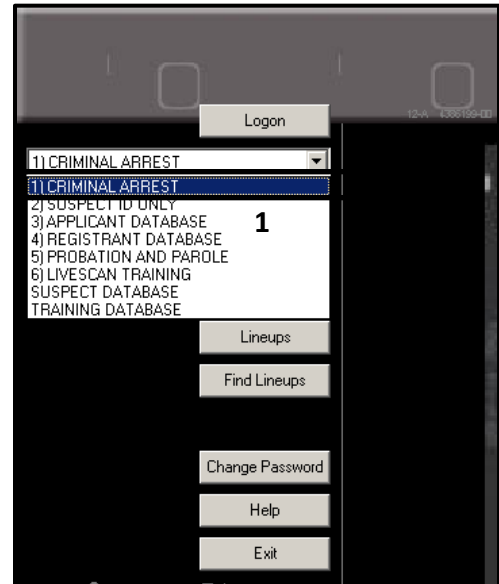 Logon
12-A 4386199-00
1) CRIMINAL ARREST
1) CRIMINAL ARREST
2) SUSPECT ID ONLY
3) APPLICANT DATABASE
1
4) REGISTRANT DATABASE
5) PROBATION AND PAROLE
6) LIVESCAN TRAINING
SUSPECT DATABASE
TRAINING DATABASE
Lineups
Find Lineups
Change Password
Help
Exit